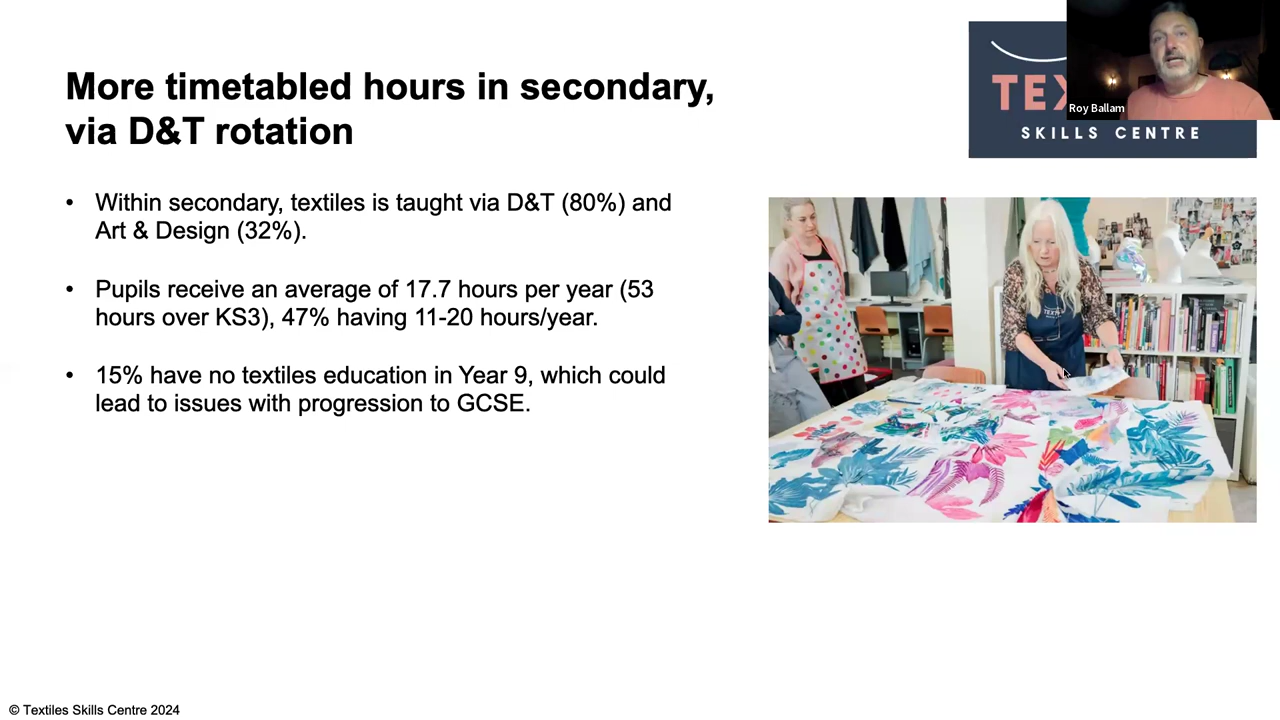 More timetabled hours in secondary,
via D&T rotation
TEX
SKILLS CENTRE
Roy Ballam
• Within secondary, textiles is taught via D&T (80%) and
Art & Design (32%).
• Pupils receive an average of 17.7 hours per year (53
hours over KS3), 47% having 11-20 hours/year.
• 15% have no textiles education in Year 9, which could
lead to issues with progression to GCSE.
© Textiles Skills Centre 2024